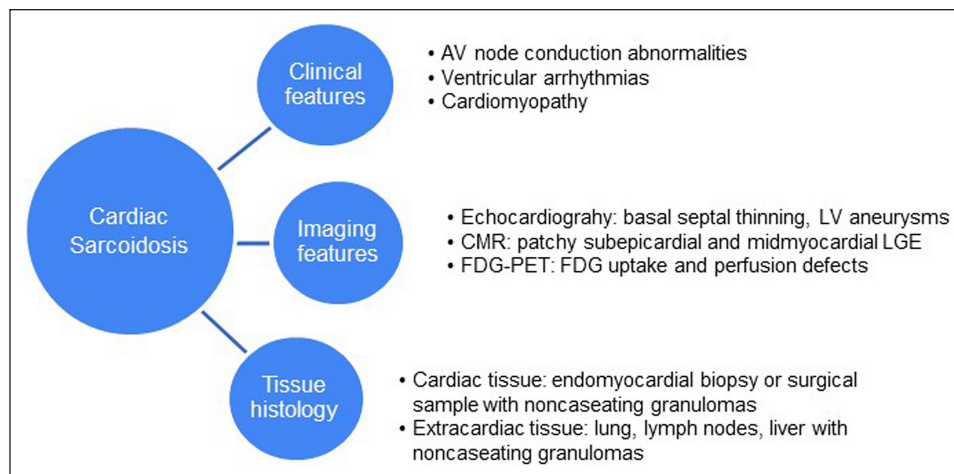 Clinical
features
• AV node conduction abnormalities
• Ventricular arrhythmias
• Cardiomyopathy
Cardiac
Sarcoidosis
Imaging
features
• Echocardiograhy: basal septal thinning, LV aneurysms
• CMR: patchy subepicardial and midmyocardial LGE
• FDG-PET: FDG uptake and perfusion defects
Tissue
histology
• Cardiac tissue: endomyocardial biopsy or surgical
sample with noncaseating granulomas
• Extracardiac tissue: lung, lymph nodes, liver with
noncaseating granulomas